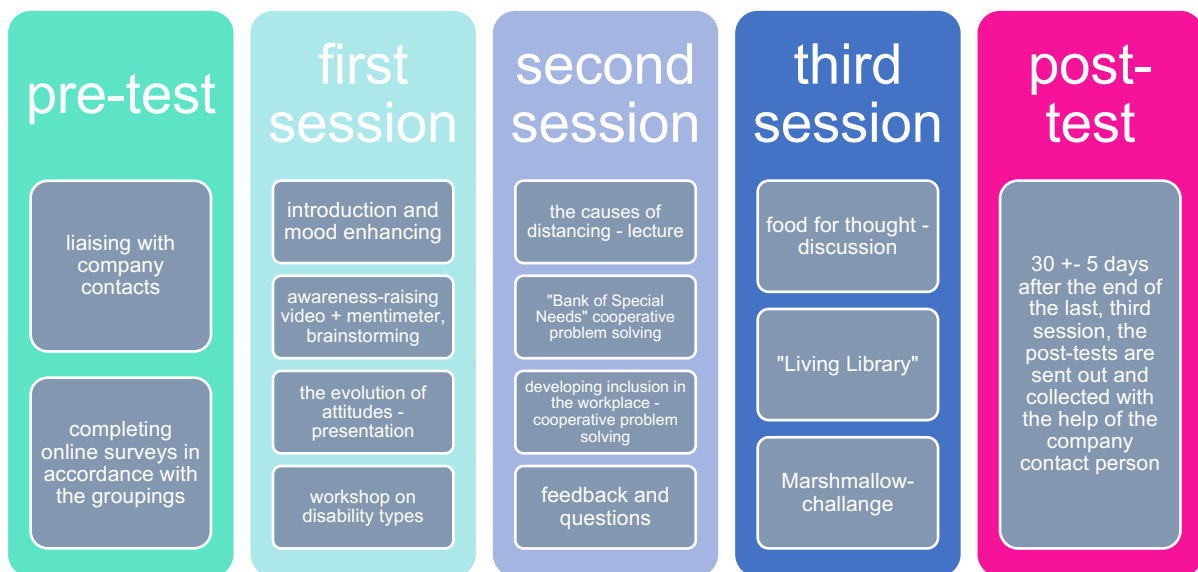 pre-test
liaising with
company
contacts
completing
online surveys in
accordance with
the groupings
first
session
introduction and
mood enhancing
awareness-raising
video + mentimeter,
brainstorming
the evolution of
attitudes -
presentation
workshop on
disability types
second
session
the causes of
distancing - lecture
"Bank of Special
Needs" cooperative
problem solving
developing inclusion in
the workplace -
cooperative problem
solving
feedback and
questions
third
session
food for thought -
discussion
"Living Library"
Marshmallow-
challange
post-
test
30 +- 5 days
after the end of
the last, third
session, the
post-tests are
sent out and
collected with
the help of the
company
contact person